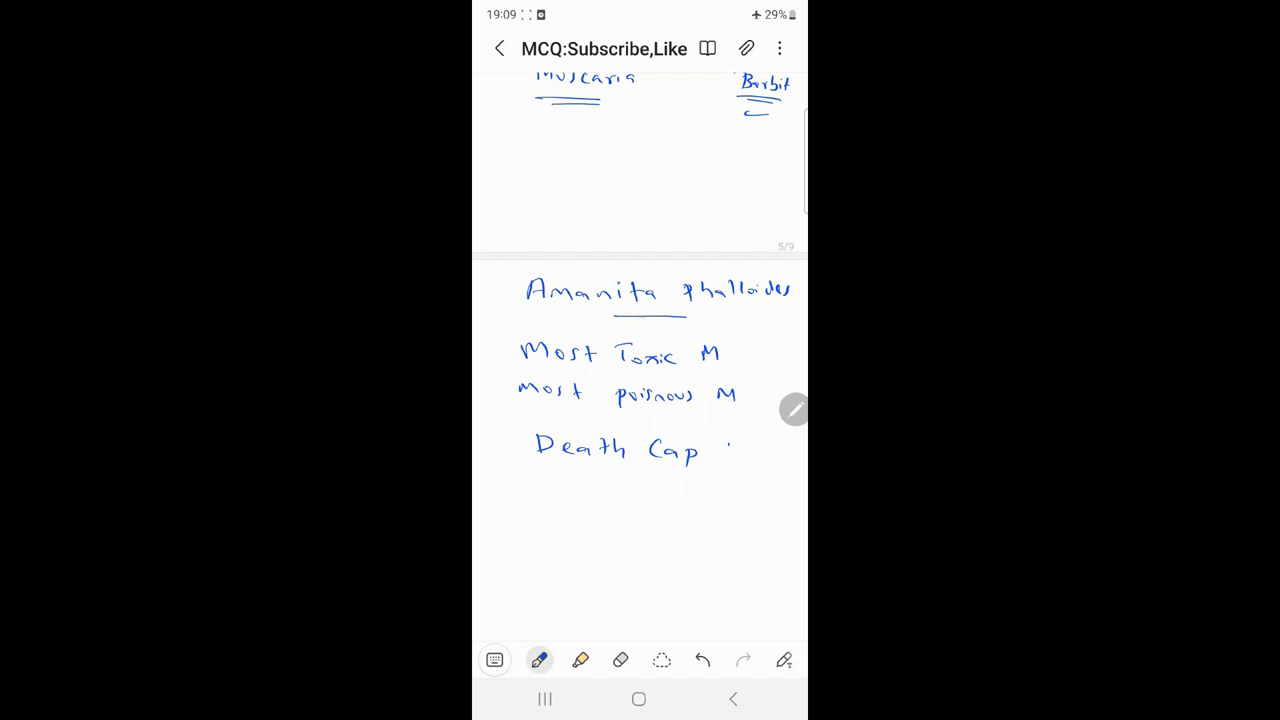 19:09 29%
MCQ:Subscribe,Like
Muscaria Barbit
5/9
Amanita phalloides
Most Toxic M
Most poisnous M
Death Cap